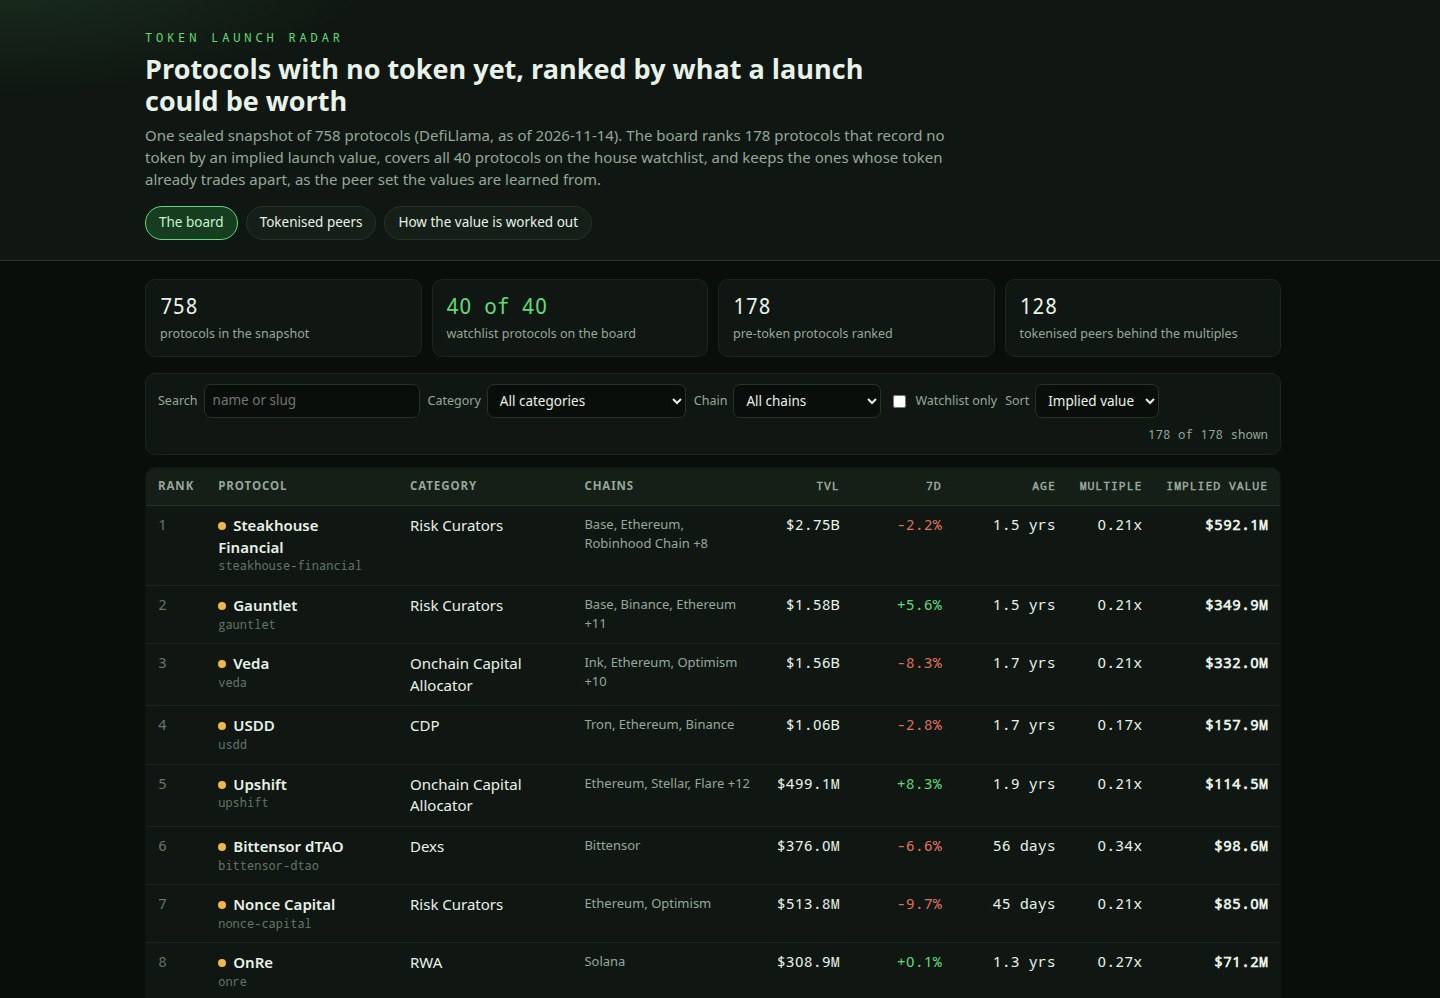 TOKEN LAUNCH RADAR
Protocols with no token yet, ranked by what a launch
could be worth
One sealed snapshot of 758 protocols (DefiLlama, as of 2026-11-14). The board ranks 178 protocols that record no
token by an implied launch value, covers all 40 protocols on the house watchlist, and keeps the ones whose token
already trades apart, as the peer set the values are learned from.
The board Tokenised peers How the value is worked out
758 40 of 40 178 128
protocols in the snapshot watchlist protocols on the board pre-token protocols ranked tokenised peers behind the multiples
Search name or slug Category All categories Chain All chains Watchlist only Sort Implied value
178 of 178 shown
RANK PROTOCOL CATEGORY CHAINS TVL 7D AGE MULTIPLE IMPLIED VALUE
1 Steakhouse Risk Curators Base, Ethereum, $2.75B -2.2% 1.5 yrs 0.21x $592.1M
Financial Robinhood Chain +8
steakhouse-financial
2 Gauntlet Risk Curators Base, Binance, Ethereum $1.58B +5.6% 1.5 yrs 0.21x $349.9M
gauntlet +11
3 Veda Onchain Capital Ink, Ethereum, Optimism $1.56B -8.3% 1.7 yrs 0.21x $332.0M
veda Allocator +10
4 USDD CDP Tron, Ethereum, Binance $1.06B -2.8% 1.7 yrs 0.17x $157.9M
usdd
5 Upshift Onchain Capital Ethereum, Stellar, Flare +12 $499.1M +8.3% 1.9 yrs 0.21x $114.5M
upshift Allocator
6 Bittensor dTAO Dexs Bittensor $376.0M -6.6% 56 days 0.34x $98.6M
bittensor-dtao
7 Nonce Capital Risk Curators Ethereum, Optimism $513.8M -9.7% 45 days 0.21x $85.0M
nonce-capital
8 OnRe RWA Solana $308.9M +0.1% 1.3 yrs 0.27x $71.2M
onre